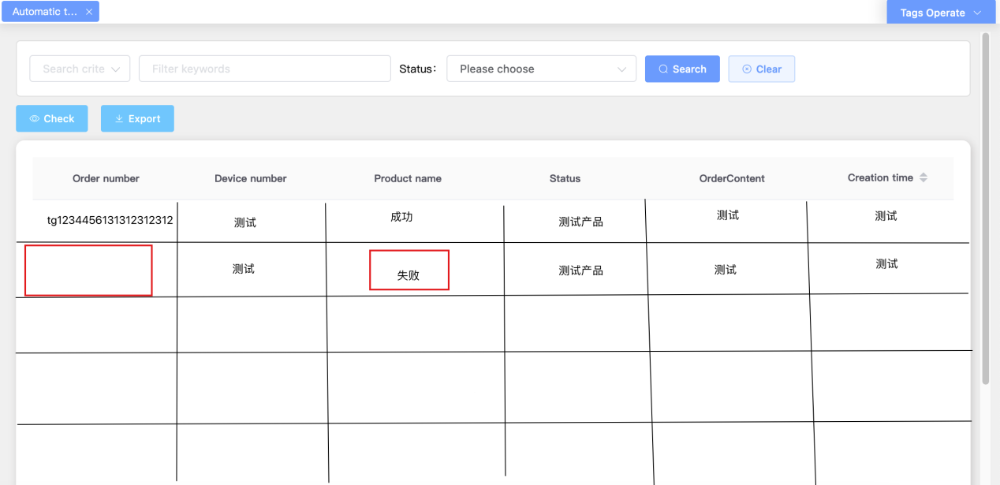 Automatic t...
Tags Operate
Search crite
Filter keywords
Status:
Please choose
Search
Clear
Check
Export
Order number Device number Product name Status OrderContent Creation time
tg1234456131312312312 测试 成功 测试产品 测试 测试
测试 失败 测试产品 测试 测试